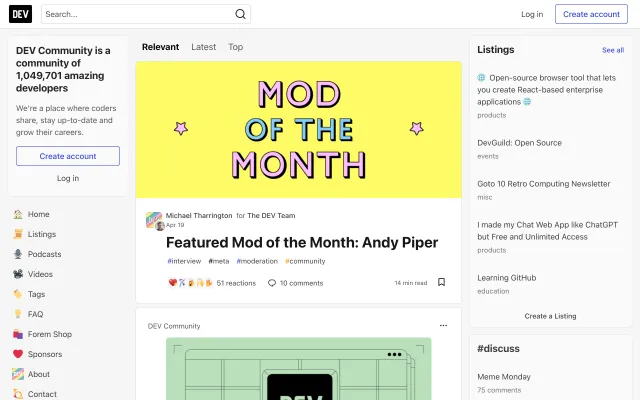 DEV
Search...
Log in
Create account
DEV Community is a
community of
1,049,701 amazing
developers
We're a place where coders
share, stay up-to-date and
grow their careers.
Create account
Log in
Home
Listings
Podcasts
Videos
Tags
FAQ
Forem Shop
Sponsors
About
Contact
Relevant
Latest
Top
MOD
OF THE
MONTH
Michael Tharrington for The DEV Team
Apr 19
Featured Mod of the Month: Andy Piper
#interview #meta #moderation #community
51 reactions
10 comments
14 min read
DEV Community
DEV
Listings
See all
Open-source browser tool that lets
you create React-based enterprise
applications
products
DevGuild: Open Source
events
Goto 10 Retro Computing Newsletter
misc
I made my Chat Web App like ChatGPT
but Free and Unlimited Access
products
Learning GitHub
education
Create a Listing
#discuss
Meme Monday
75 comments